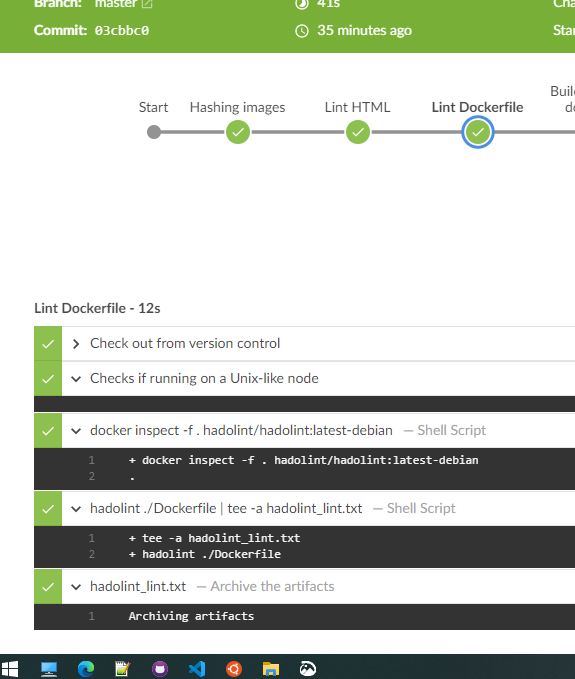 Branch: master 41s Cha
Commit: 03cbbc0 35 minutes ago Star
Start Hashing images Lint HTML Lint Dockerfile Buil
d
Lint Dockerfile - 12s
Check out from version control
Checks if running on a Unix-like node
docker inspect -f . hadolint/hadolint:latest-debian — Shell Script
1 + docker inspect -f . hadolint/hadolint:latest-debian
2 .
hadolint ./Dockerfile | tee -a hadolint_lint.txt — Shell Script
1 + tee -a hadolint_lint.txt
2 + hadolint ./Dockerfile
hadolint_lint.txt — Archive the artifacts
1 Archiving artifacts